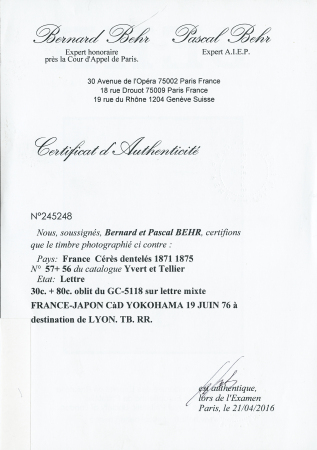 Bernard Behr Pascal Behr
Expert honoraire Expert A.I.E.P.
près la Cour d'Appel de Paris.
30 Avenue de l'Opéra 75002 Paris France
18 rue Drouot 75009 Paris France
19 rue du Rhône 1204 Genève Suisse
Certificat d'Authenticité
N°245248
Nous, soussignés, Bernard et Pascal BEHR, certifions
que le timbre photographié ci contre :
Pays: France Cérès dentelés 1871 1875
N° 57+ 56 du catalogue Yvert et Tellier
Etat: Lettre
30c. + 80c. oblit du GC-5118 sur lettre mixte
FRANCE-JAPON CàD YOKOHAMA 19 JUIN 76 à
destination de LYON. TB. RR.
est authentique,
lors de l'Examen
Paris, le 21/04/2016